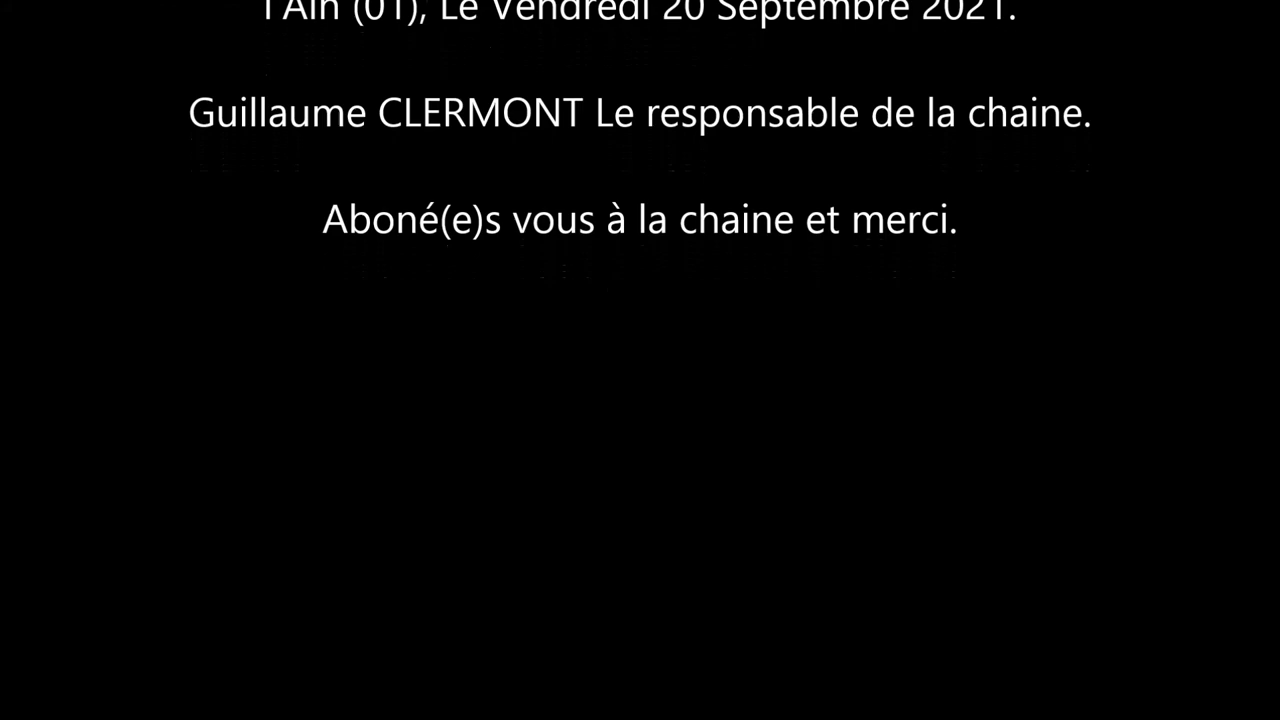 l'Ain (01), Le Vendredi 20 Septembre 2021.
Guillaume CLERMONT Le responsable de la chaine.
Aboné(e)s vous à la chaine et merci.